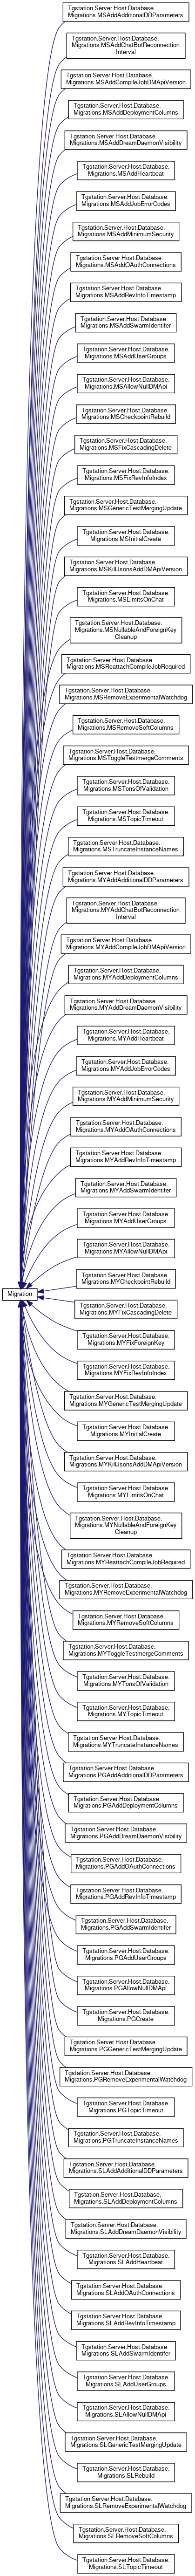 Tgstation.Server.Host.Database.
Migrations.MSAddAdditionalDDParameters
Tgstation.Server.Host.Database.
Migrations.MSAddChatBotReconnection
Interval
Tgstation.Server.Host.Database.
Migrations.MSAddCompileJobDMApiVersion
Tgstation.Server.Host.Database.
Migrations.MSAddDeploymentColumns
Tgstation.Server.Host.Database.
Migrations.MSAddDreamDaemonVisibility
Tgstation.Server.Host.Database.
Migrations.MSAddHeartbeat
Tgstation.Server.Host.Database.
Migrations.MSAddJobErrorCodes
Tgstation.Server.Host.Database.
Migrations.MSAddMinimumSecurity
Tgstation.Server.Host.Database.
Migrations.MSAddOAuthConnections
Tgstation.Server.Host.Database.
Migrations.MSAddRevInfoTimestamp
Tgstation.Server.Host.Database.
Migrations.MSAddSwarmIdentifer
Tgstation.Server.Host.Database.
Migrations.MSAddUserGroups
Tgstation.Server.Host.Database.
Migrations.MSAllowNullDMApi
Tgstation.Server.Host.Database.
Migrations.MSCheckpointRebuild
Tgstation.Server.Host.Database.
Migrations.MSFixCascadingDelete
Tgstation.Server.Host.Database.
Migrations.MSFixRevInfoIndex
Tgstation.Server.Host.Database.
Migrations.MSGenericTestMergingUpdate
Tgstation.Server.Host.Database.
Migrations.MSInitialCreate
Tgstation.Server.Host.Database.
Migrations.MSKillJsonsAddDMApiVersion
Tgstation.Server.Host.Database.
Migrations.MSLimitsOnChat
Tgstation.Server.Host.Database.
Migrations.MSNullableAndForeignKey
Cleanup
Tgstation.Server.Host.Database.
Migrations.MSReattachCompileJobRequired
Tgstation.Server.Host.Database.
Migrations.MSRemoveExperimentalWatchdog
Tgstation.Server.Host.Database.
Migrations.MSRemoveSoftColumns
Tgstation.Server.Host.Database.
Migrations.MSToggleTestmergeComments
Tgstation.Server.Host.Database.
Migrations.MSTonsOfValidation
Tgstation.Server.Host.Database.
Migrations.MSTopicTimeout
Tgstation.Server.Host.Database.
Migrations.MSTruncateInstanceNames
Tgstation.Server.Host.Database.
Migrations.MYAddAdditionalDDParameters
Tgstation.Server.Host.Database.
Migrations.MYAddChatBotReconnection
Interval
Tgstation.Server.Host.Database.
Migrations.MYAddCompileJobDMApiVersion
Tgstation.Server.Host.Database.
Migrations.MYAddDeploymentColumns
Tgstation.Server.Host.Database.
Migrations.MYAddDreamDaemonVisibility
Tgstation.Server.Host.Database.
Migrations.MYAddHeartbeat
Tgstation.Server.Host.Database.
Migrations.MYAddJobErrorCodes
Tgstation.Server.Host.Database.
Migrations.MYAddMinimumSecurity
Tgstation.Server.Host.Database.
Migrations.MYAddOAuthConnections
Tgstation.Server.Host.Database.
Migrations.MYAddRevInfoTimestamp
Tgstation.Server.Host.Database.
Migrations.MYAddSwarmIdentifer
Tgstation.Server.Host.Database.
Migrations.MYAddUserGroups
Tgstation.Server.Host.Database.
Migrations.MYAllowNullDMApi
Migration
Tgstation.Server.Host.Database.
Migrations.MYCheckpointRebuild
Tgstation.Server.Host.Database.
Migrations.MYFixCascadingDelete
Tgstation.Server.Host.Database.
Migrations.MYFixForeignKey
Tgstation.Server.Host.Database.
Migrations.MYFixRevInfoIndex
Tgstation.Server.Host.Database.
Migrations.MYGenericTestMergingUpdate
Tgstation.Server.Host.Database.
Migrations.MYInitialCreate
Tgstation.Server.Host.Database.
Migrations.MYKillJsonsAddDMApiVersion
Tgstation.Server.Host.Database.
Migrations.MYLimitsOnChat
Tgstation.Server.Host.Database.
Migrations.MYNullableAndForeignKey
Cleanup
Tgstation.Server.Host.Database.
Migrations.MYReattachCompileJobRequired
Tgstation.Server.Host.Database.
Migrations.MYRemoveExperimentalWatchdog
Tgstation.Server.Host.Database.
Migrations.MYRemoveSoftColumns
Tgstation.Server.Host.Database.
Migrations.MYToggleTestmergeComments
Tgstation.Server.Host.Database.
Migrations.MYTonsOfValidation
Tgstation.Server.Host.Database.
Migrations.MYTopicTimeout
Tgstation.Server.Host.Database.
Migrations.MYTruncateInstanceNames
Tgstation.Server.Host.Database.
Migrations.PGAddAdditionalDDParameters
Tgstation.Server.Host.Database.
Migrations.PGAddDeploymentColumns
Tgstation.Server.Host.Database.
Migrations.PGAddDreamDaemonVisibility
Tgstation.Server.Host.Database.
Migrations.PGAddOAuthConnections
Tgstation.Server.Host.Database.
Migrations.PGAddRevInfoTimestamp
Tgstation.Server.Host.Database.
Migrations.PGAddSwarmIdentifer
Tgstation.Server.Host.Database.
Migrations.PGAddUserGroups
Tgstation.Server.Host.Database.
Migrations.PGAllowNullDMApi
Tgstation.Server.Host.Database.
Migrations.PGCreate
Tgstation.Server.Host.Database.
Migrations.PGGenericTestMergingUpdate
Tgstation.Server.Host.Database.
Migrations.PGRemoveExperimentalWatchdog
Tgstation.Server.Host.Database.
Migrations.PGTopicTimeout
Tgstation.Server.Host.Database.
Migrations.PGTruncateInstanceNames
Tgstation.Server.Host.Database.
Migrations.SLAddAdditionalDDParameters
Tgstation.Server.Host.Database.
Migrations.SLAddDeploymentColumns
Tgstation.Server.Host.Database.
Migrations.SLAddDreamDaemonVisibility
Tgstation.Server.Host.Database.
Migrations.SLAddHeartbeat
Tgstation.Server.Host.Database.
Migrations.SLAddOAuthConnections
Tgstation.Server.Host.Database.
Migrations.SLAddRevInfoTimestamp
Tgstation.Server.Host.Database.
Migrations.SLAddSwarmIdentifer
Tgstation.Server.Host.Database.
Migrations.SLAddUserGroups
Tgstation.Server.Host.Database.
Migrations.SLAllowNullDMApi
Tgstation.Server.Host.Database.
Migrations.SLGenericTestMergingUpdate
Tgstation.Server.Host.Database.
Migrations.SLRebuild
Tgstation.Server.Host.Database.
Migrations.SLRemoveExperimentalWatchdog
Tgstation.Server.Host.Database.
Migrations.SLRemoveSoftColumns
Tgstation.Server.Host.Database.
Migrations.SLTopicTimeout